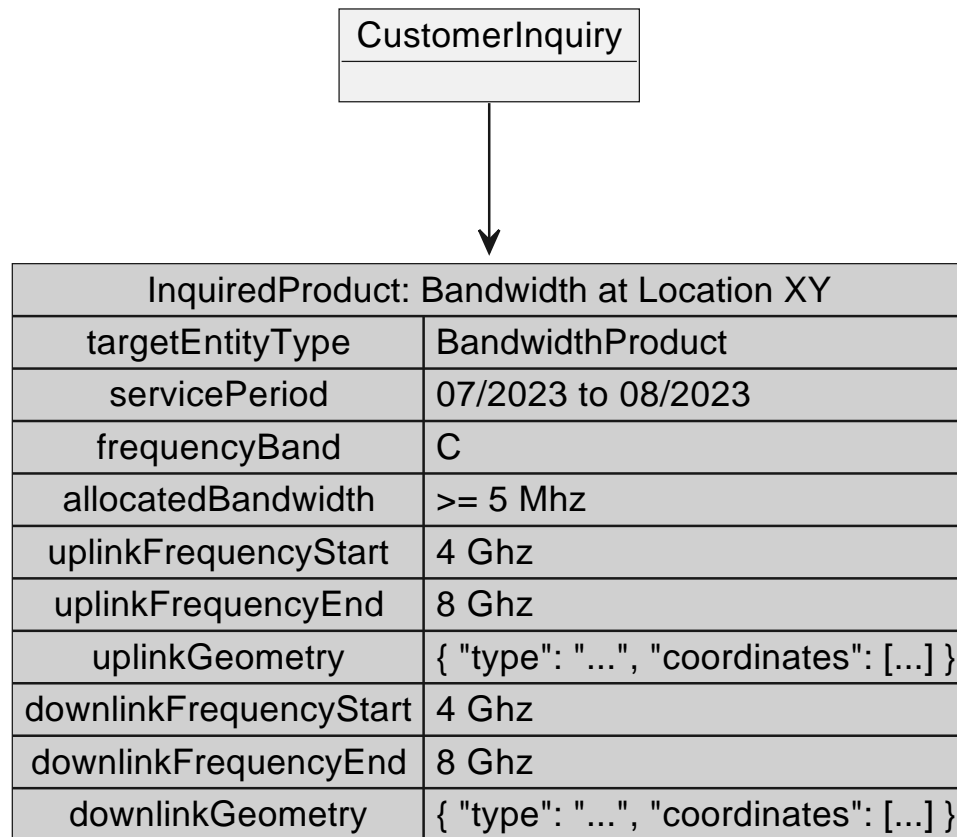 CustomerInquiry
InquiredProduct: Bandwidth at Location XY
targetEntityType BandwidthProduct
servicePeriod 07/2023 to 08/2023
frequencyBand C
allocatedBandwidth >= 5 Mhz
uplinkFrequencyStart 4 Ghz
uplinkFrequencyEnd 8 Ghz
uplinkGeometry { "type": "...", "coordinates": [...] }
downlinkFrequencyStart 4 Ghz
downlinkFrequencyEnd 8 Ghz
downlinkGeometry { "type": "...", "coordinates": [...] }